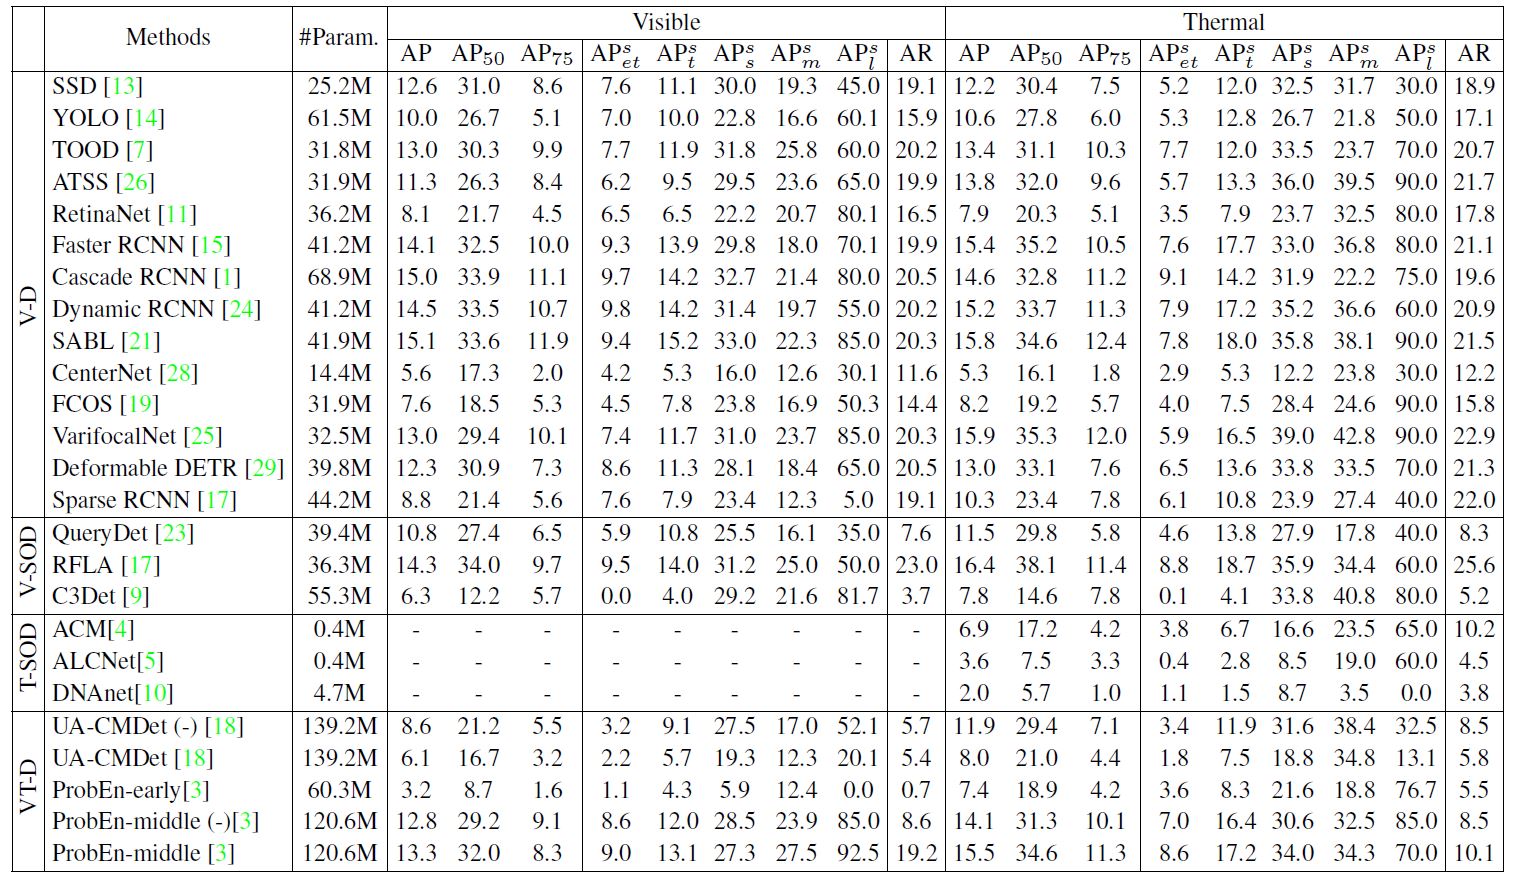 Methods #Param. Visible Thermal
AP AP50 AP75 AP^s_et AP^s_t AP^s_s AP^s_m AP^s_l AR AP AP50 AP75 AP^s_et AP^s_t AP^s_s AP^s_m AP^s_l AR
V-D
SSD [13] 25.2M 12.6 31.0 8.6 7.6 11.1 30.0 19.3 45.0 19.1 12.2 30.4 7.5 5.2 12.0 32.5 31.7 30.0 18.9
YOLO [14] 61.5M 10.0 26.7 5.1 7.0 10.0 22.8 16.6 60.1 15.9 10.6 27.8 6.0 5.3 12.8 26.7 21.8 50.0 17.1
TOOD [7] 31.8M 13.0 30.3 9.9 7.7 11.9 31.8 25.8 60.0 20.2 13.4 31.1 10.3 7.7 12.0 33.5 23.7 70.0 20.7
ATSS [26] 31.9M 11.3 26.3 8.4 6.2 9.5 29.5 23.6 65.0 19.9 13.8 32.0 9.6 5.7 13.3 36.0 39.5 90.0 21.7
RetinaNet [11] 36.2M 8.1 21.7 4.5 6.5 6.5 22.2 20.7 80.1 16.5 7.9 20.3 5.1 3.5 7.9 23.7 32.5 80.0 17.8
Faster RCNN [15] 41.2M 14.1 32.5 10.0 9.3 13.9 29.8 18.0 70.1 19.9 15.4 35.2 10.5 7.6 17.7 33.0 36.8 80.0 21.1
Cascade RCNN [1] 68.9M 15.0 33.9 11.1 9.7 14.2 32.7 21.4 80.0 20.5 14.6 32.8 11.2 9.1 14.2 31.9 22.2 75.0 19.6
Dynamic RCNN [24] 41.2M 14.5 33.5 10.7 9.8 14.2 31.4 19.7 55.0 20.2 15.2 33.7 11.3 7.9 17.2 35.2 36.6 60.0 20.9
SABL [21] 41.9M 15.1 33.6 11.9 9.4 15.2 33.0 22.3 85.0 20.3 15.8 34.6 12.4 7.8 18.0 35.8 38.1 90.0 21.5
CenterNet [28] 14.4M 5.6 17.3 2.0 4.2 5.3 16.0 12.6 30.1 11.6 5.3 16.1 1.8 2.9 5.3 12.2 23.8 30.0 12.2
FCOS [19] 31.9M 7.6 18.5 5.3 4.5 7.8 23.8 16.9 50.3 14.4 8.2 19.2 5.7 4.0 7.5 28.4 24.6 90.0 15.8
VarifocalNet [25] 32.5M 13.0 29.4 10.1 7.4 11.7 31.0 23.7 85.0 20.3 15.9 35.3 12.0 5.9 16.5 39.0 42.8 90.0 22.9
Deformable DETR [29] 39.8M 12.3 30.9 7.3 8.6 11.3 28.1 18.4 65.0 20.5 13.0 33.1 7.6 6.5 13.6 33.8 33.5 70.0 21.3
Sparse RCNN [17] 44.2M 8.8 21.4 5.6 7.6 7.9 23.4 12.3 5.0 19.1 10.3 23.4 7.8 6.1 10.8 23.9 27.4 40.0 22.0
V-SOD
QueryDet [23] 39.4M 10.8 27.4 6.5 5.9 10.8 25.5 16.1 35.0 7.6 11.5 29.8 5.8 4.6 13.8 27.9 17.8 40.0 8.3
RFLA [17] 36.3M 14.3 34.0 9.7 9.5 14.0 31.2 25.0 50.0 23.0 16.4 38.1 11.4 8.8 18.7 35.9 34.4 60.0 25.6
C3Det [9] 55.3M 6.3 12.2 5.7 0.0 4.0 29.2 21.6 81.7 3.7 7.8 14.6 7.8 0.1 4.1 33.8 40.8 80.0 5.2
T-SOD
ACM[4] 0.4M - - - - - - - - - 6.9 17.2 4.2 3.8 6.7 16.6 23.5 65.0 10.2
ALCNet[5] 0.4M - - - - - - - - - 3.6 7.5 3.3 0.4 2.8 8.5 19.0 60.0 4.5
DNAnet[10] 4.7M - - - - - - - - - 2.0 5.7 1.0 1.1 1.5 8.7 3.5 0.0 3.8
VT-D
UA-CMDet (-) [18] 139.2M 8.6 21.2 5.5 3.2 9.1 27.5 17.0 52.1 5.7 11.9 29.4 7.1 3.4 11.9 31.6 38.4 32.5 8.5
UA-CMDet [18] 139.2M 6.1 16.7 3.2 2.2 5.7 19.3 12.3 20.1 5.4 8.0 21.0 4.4 1.8 7.5 18.8 34.8 13.1 5.8
ProbEn-early[3] 60.3M 3.2 8.7 1.6 1.1 4.3 5.9 12.4 0.0 0.7 7.4 18.9 4.2 3.6 8.3 21.6 18.8 76.7 5.5
ProbEn-middle (-)[3] 120.6M 12.8 29.2 9.1 8.6 12.0 28.5 23.9 85.0 8.6 14.1 31.3 10.1 7.0 16.4 30.6 32.5 85.0 8.5
ProbEn-middle [3] 120.6M 13.3 32.0 8.3 9.0 13.1 27.3 27.5 92.5 19.2 15.5 34.6 11.3 8.6 17.2 34.0 34.3 70.0 10.1